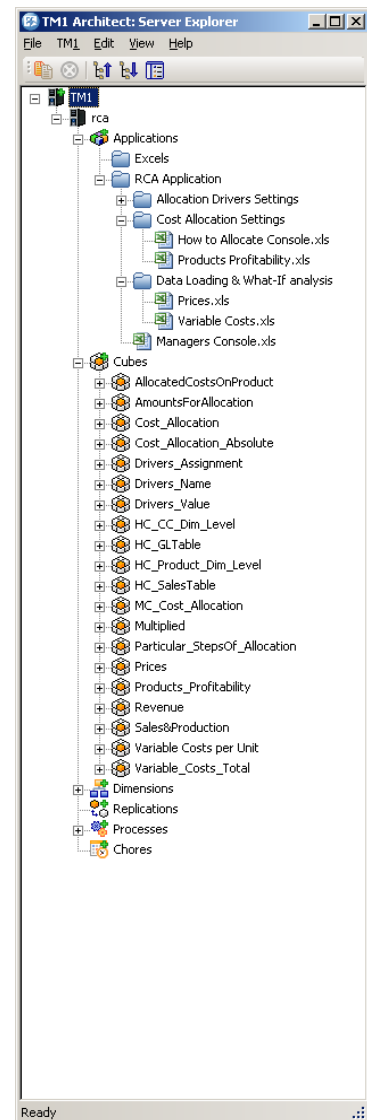 TM1 Architect: Server Explorer
File TM1 Edit View Help
TM1
rca
Applications
Excels
RCA Application
Allocation Drivers Settings
Cost Allocation Settings
How to Allocate Console.xls
Products Profitability.xls
Data Loading & What-If analysis
Prices.xls
Variable Costs.xls
Managers Console.xls
Cubes
AllocatedCostsOnProduct
AmountsForAllocation
Cost_Allocation
Cost_Allocation_Absolute
Drivers_Assignment
Drivers_Name
Drivers_Value
HC_CC_Dim_Level
HC_GLTable
HC_Product_Dim_Level
HC_SalesTable
MC_Cost_Allocation
Multiplied
Particular_StepsOf_Allocation
Prices
Products_Profitability
Revenue
Sales&Production
Variable Costs per Unit
Variable_Costs_Total
Dimensions
Replications
Processes
Chores
Ready